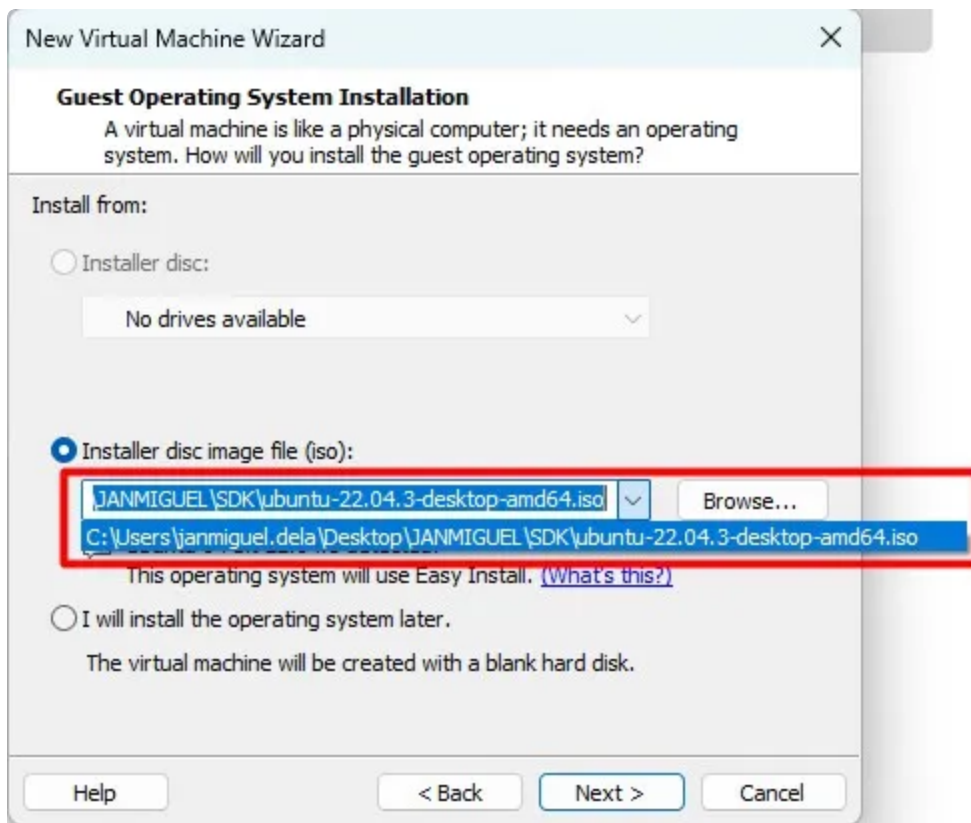 New Virtual Machine Wizard
Guest Operating System Installation
A virtual machine is like a physical computer; it needs an operating
system. How will you install the guest operating system?
Install from:
Installer disc:
No drives available
Installer disc image file (iso):
\JANMIGUEL\SDK\ubuntu-22.04.3-desktop-amd64.iso Browse...
C:\Users\janmiguel.dela\Desktop\JANMIGUEL\SDK\ubuntu-22.04.3-desktop-amd64.iso
This operating system will use Easy Install. (What's this?)
I will install the operating system later.
The virtual machine will be created with a blank hard disk.
Help < Back Next > Cancel